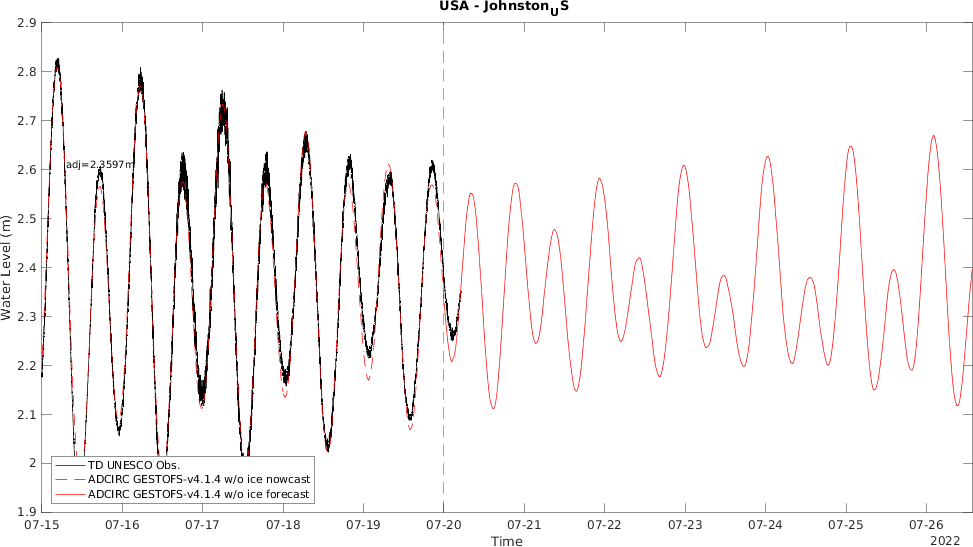 USA - Johnston_US
2.9
2.8
2.7
2.6
2.5
2.4
2.3
2.2
2.1
2
1.9
Water Level (m)
adj=2.3597m
TD UNESCO Obs.
ADCIRC GESTOFS-v4.1.4 w/o ice nowcast
ADCIRC GESTOFS-v4.1.4 w/o ice forecast
07-15 07-16 07-17 07-18 07-19 07-20 07-21 07-22 07-23 07-24 07-25 07-26
Time
2022